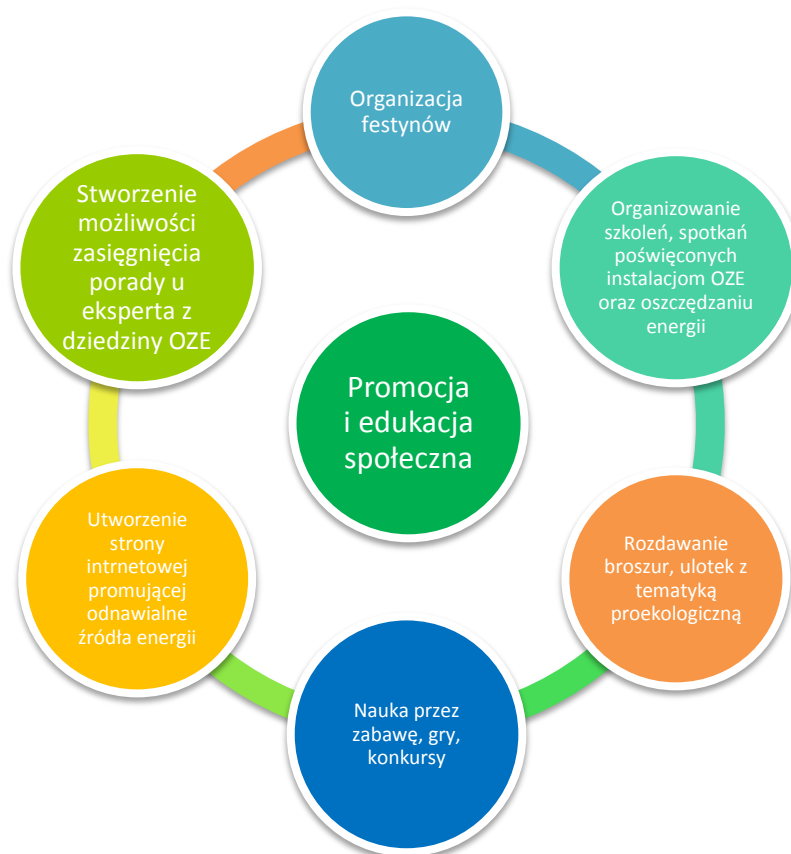 Organizacja
festynów
Organizowanie
szkoleń, spotkań
poświęconych
instalacjom OZE
oraz oszczędzaniu
energii
Rozdawanie
broszur, ulotek z
tematyką
proekologiczną
Nauka przez
zabawę, gry,
konkursy
Utworzenie
strony
intrnetowej
promującej
odnawialne
źródła energii
Stworzenie
możliwości
zasięgnięcia
porady u
eksperta z
dziedziny OZE
Promocja
i edukacja
społeczna